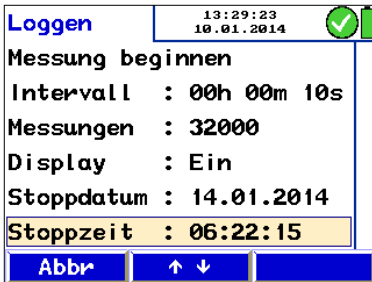 Loggen
13:29:23
10.01.2014
Messung beginnen
Intervall : 00h 00m 10s
Messungen : 32000
Display : Ein
Stoppdatum : 14.01.2014
Stoppzeit : 06:22:15
Abbr ↑ ↓